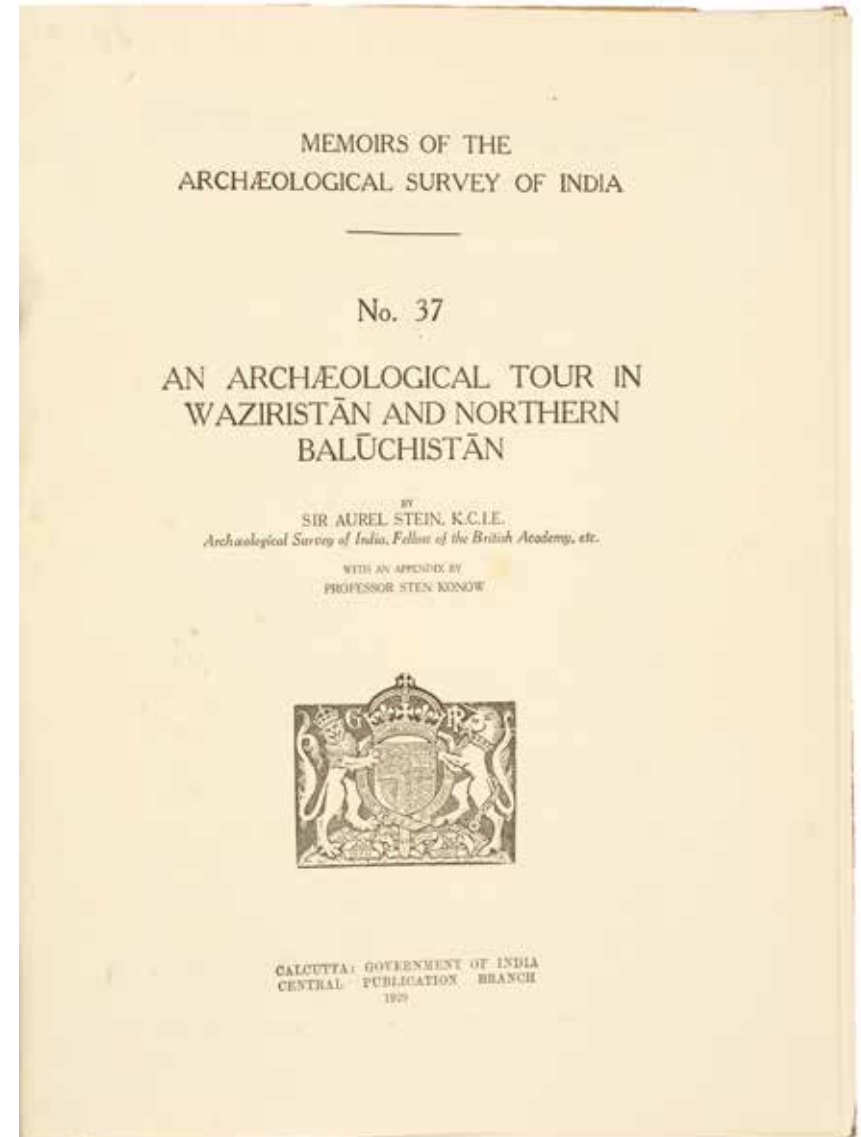 MEMOIRS OF THE
ARCHÆOLOGICAL SURVEY OF INDIA
No. 37
AN ARCHÆOLOGICAL TOUR IN
WAZIRISTĀN AND NORTHERN
BALŪCHISTĀN
BY
SIR AUREL STEIN, K.C.I.E.
Archæological Survey of India, Fellow of the British Academy, etc.
WITH AN APPENDIX BY
PROFESSOR STEN KONOW
G R
CALCUTTA: GOVERNMENT OF INDIA
CENTRAL PUBLICATION BRANCH
1929